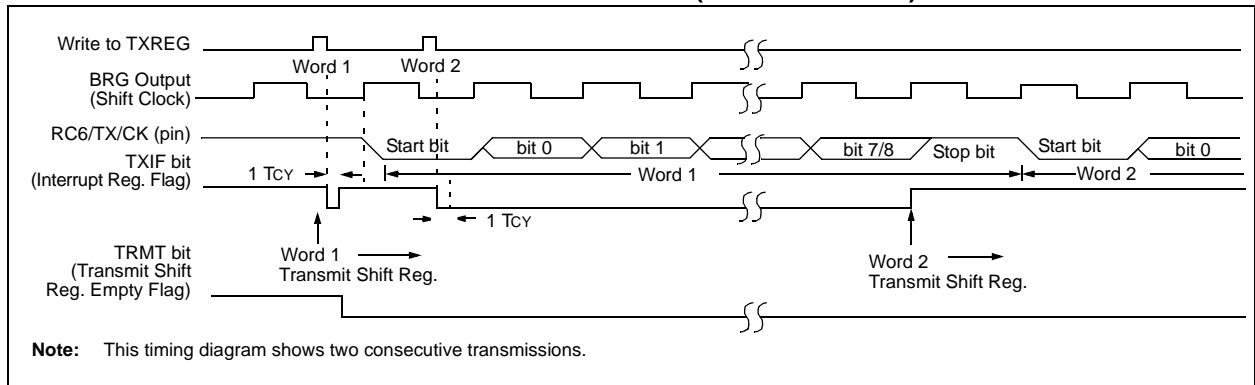 Write to TXREG
Word 1 Word 2
BRG Output
(Shift Clock)
RC6/TX/CK (pin)
Start bit bit 0 bit 1 bit 7/8 Stop bit Start bit bit 0
TXIF bit
(Interrupt Reg. Flag)
1 TCY
Word 1 Word 2
1 TCY
TRMT bit
(Transmit Shift
Reg. Empty Flag)
Word 1
Transmit Shift Reg.
Word 2
Transmit Shift Reg.
Note: This timing diagram shows two consecutive transmissions.